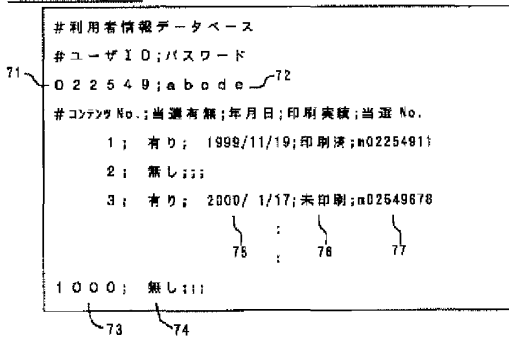 #利用者情報データベース
#ユーザID;パスワード
71 022549;abcde 72
#コンテンツNo.;当選有無;年月日;印刷実績;当選No.
1; 有り; 1999/11/19;印刷済;m02254911
2; 無し;;;
3; 有り; 2000/ 1/17;未印刷;m02549678
:
75 76 77
:
1000; 無し;;;
73 74